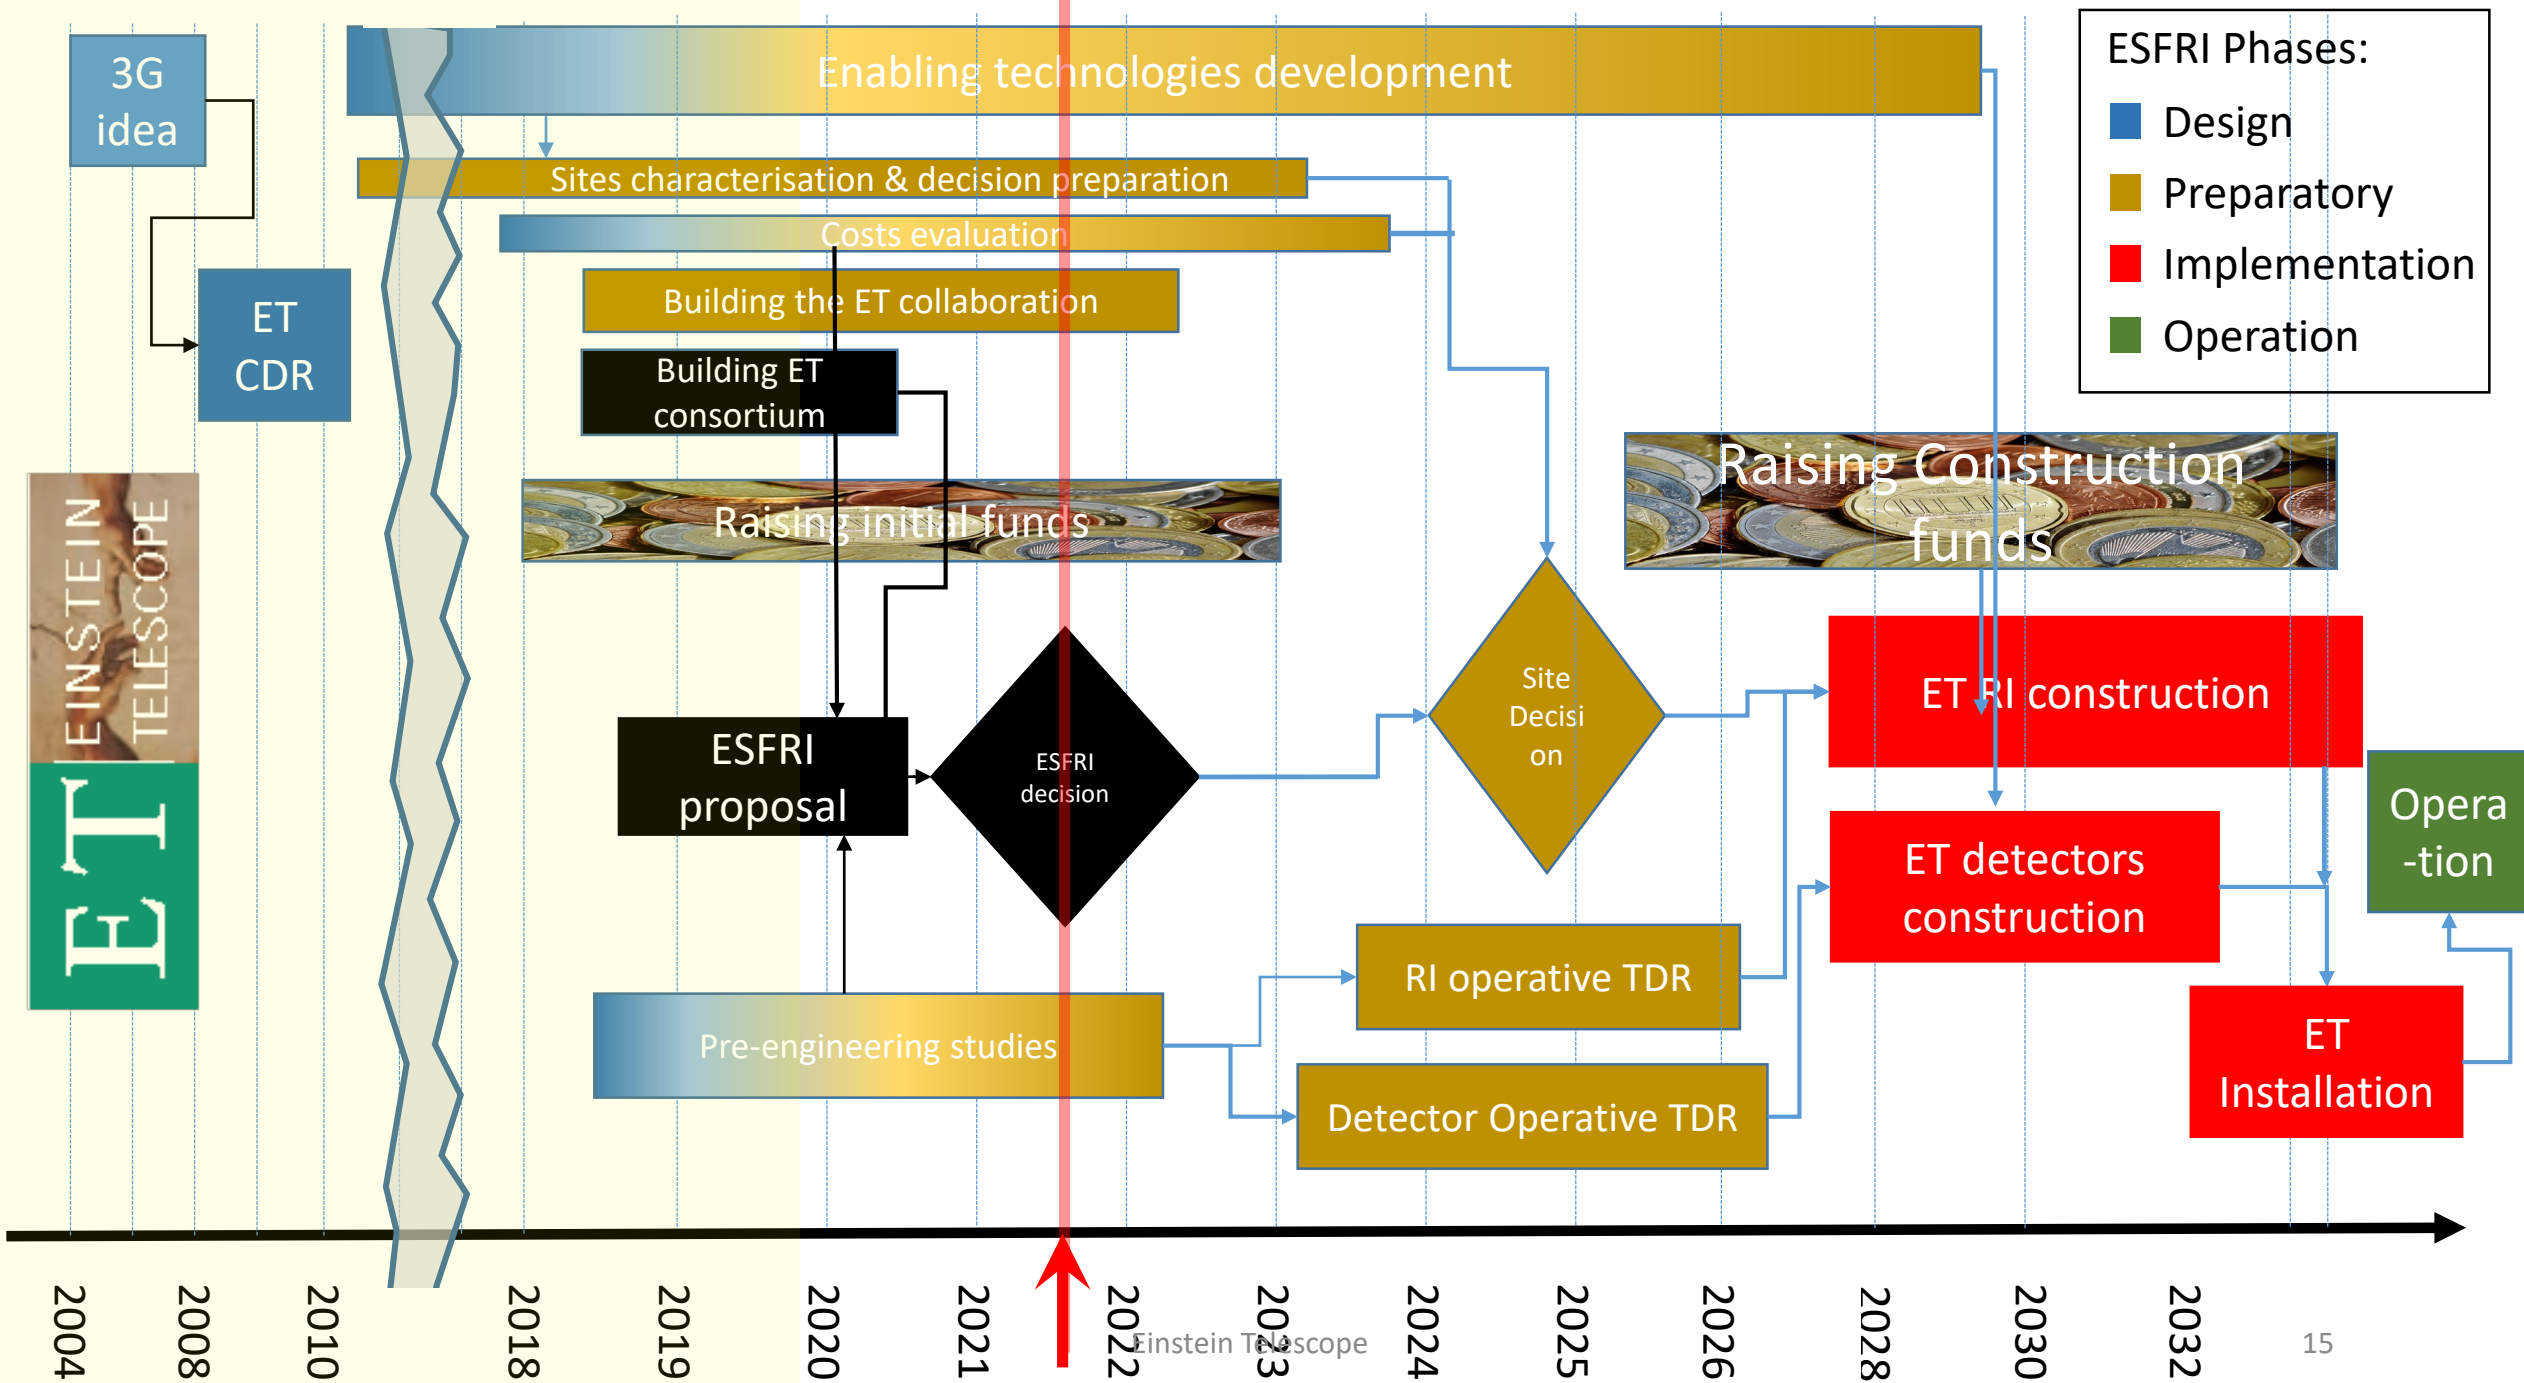 3G
idea
Enabling technologies development
ESFRI Phases:
Design
Preparatory
Implementation
Operation
Sites characterisation & decision preparation
Costs evaluation
ET
CDR
Building the ET collaboration
Building ET
consortium
Raising initial funds
Raising Construction
funds
EINSTEIN
TELESCOPE
ET
ESFRI
proposal
ESFRI
decision
Site
Decisi
on
ET RI construction
Opera
-tion
ET detectors
construction
RI operative TDR
Pre-engineering studies
Detector Operative TDR
ET
Installation
2004
2008
2010
2018
2019
2020
2021
2022
2023
2024
2025
2026
2028
2030
2032
Einstein Telescope
15